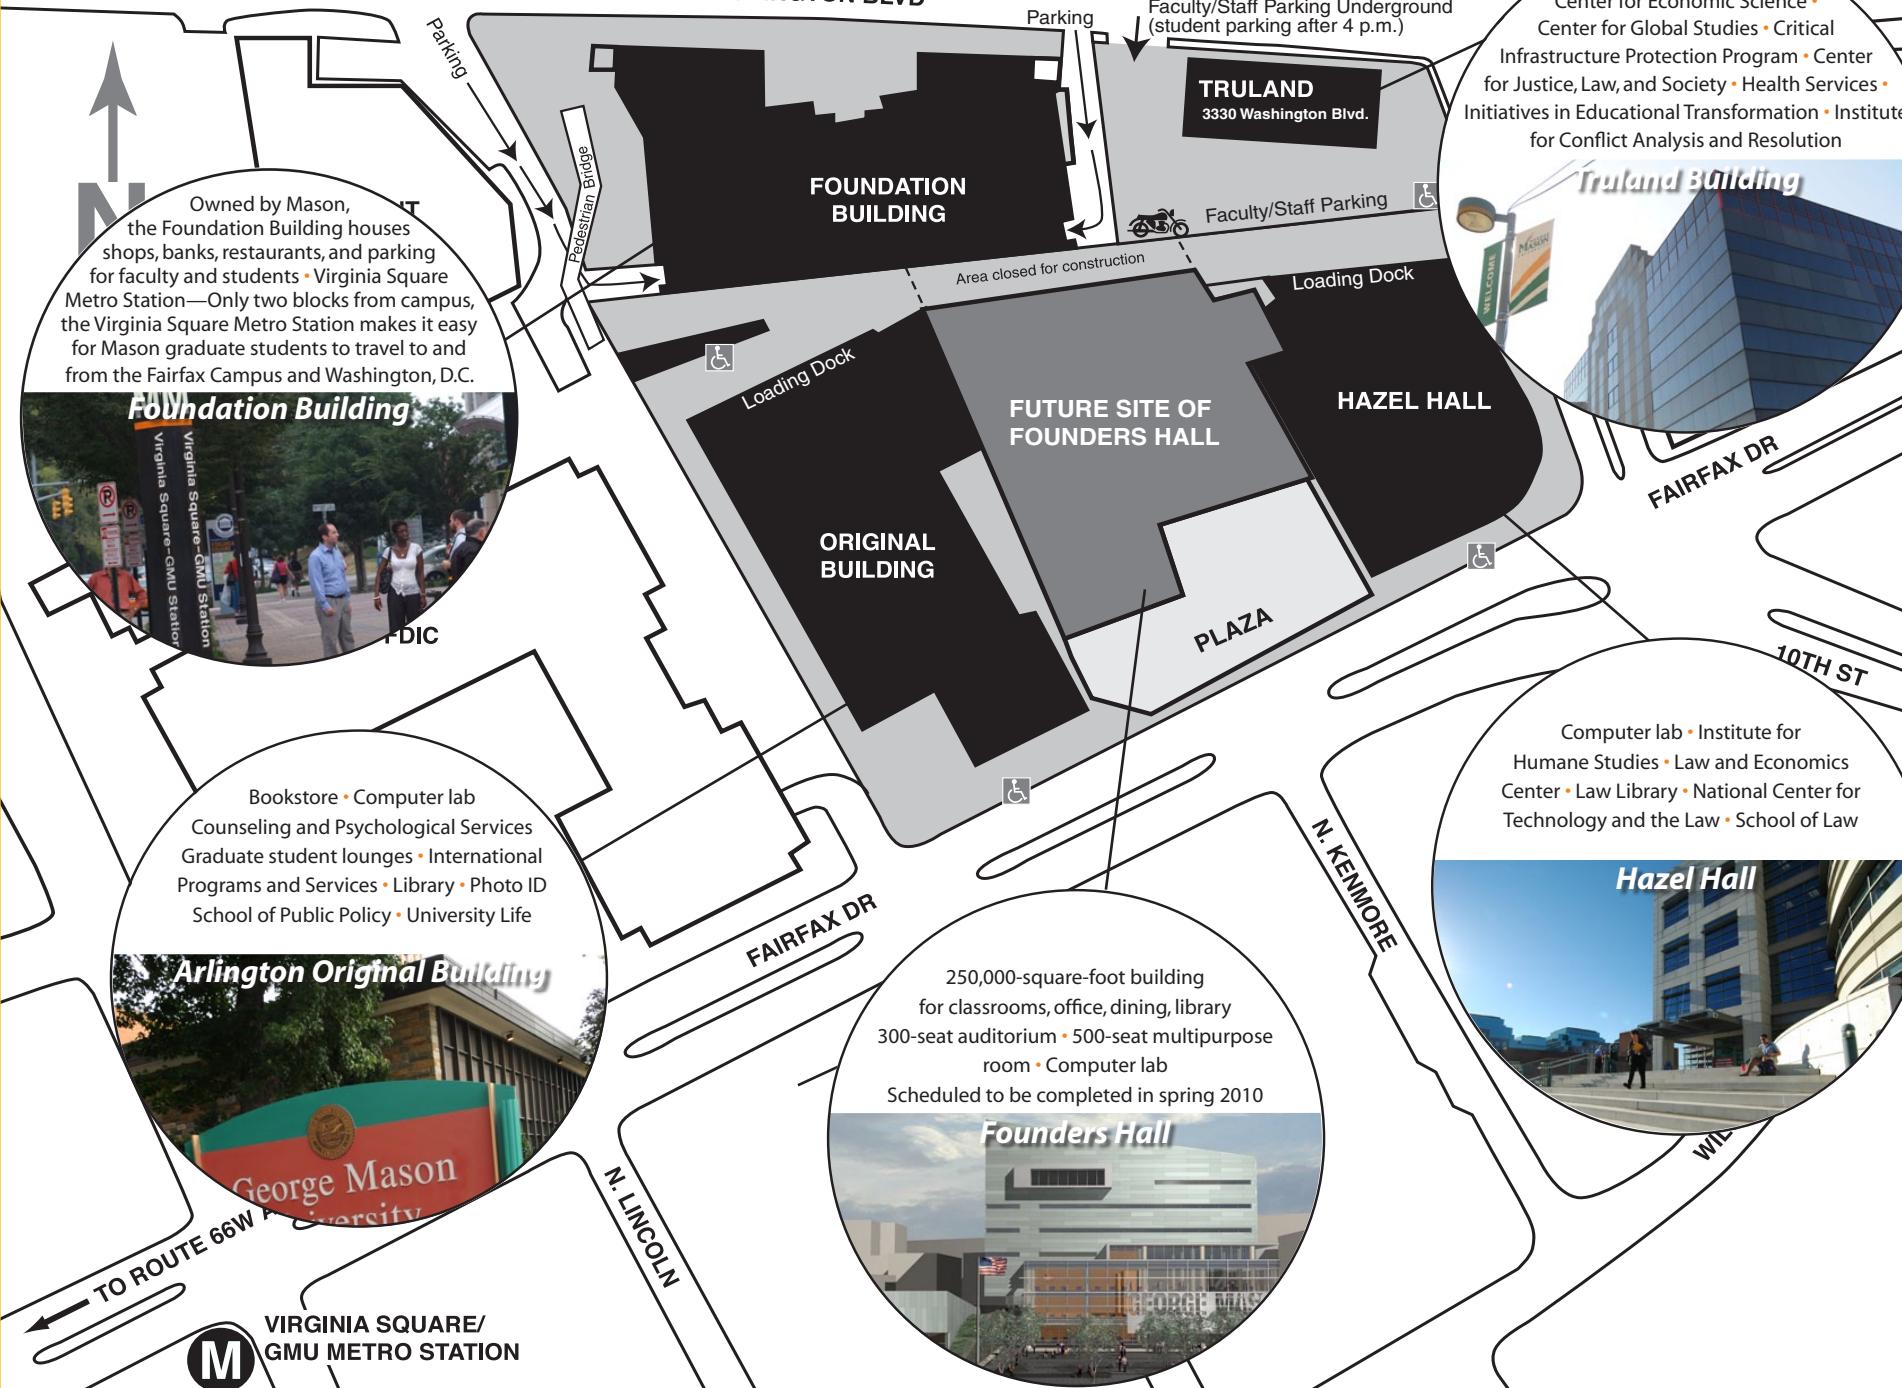 Parking
Parking
Faculty/Staff Parking Underground
(student parking after 4 p.m.)
BLVD
TRULAND
3330 Washington Blvd.
FOUNDATION
BUILDING
Pedestrian Bridge
Faculty/Staff Parking
Area closed for construction
Loading Dock
Loading Dock
FUTURE SITE OF
FOUNDERS HALL
HAZEL HALL
ORIGINAL
BUILDING
PLAZA
FDIC
N
Center for Economic Science •
Center for Global Studies • Critical
Infrastructure Protection Program • Center
for Justice, Law, and Society • Health Services •
Initiatives in Educational Transformation • Institute
for Conflict Analysis and Resolution
Truland Building
WELCOME
MASON
Owned by Mason,
the Foundation Building houses
shops, banks, restaurants, and parking
for faculty and students • Virginia Square
Metro Station—Only two blocks from campus,
the Virginia Square Metro Station makes it easy
for Mason graduate students to travel to and
from the Fairfax Campus and Washington, D.C.
Foundation Building
Virginia Square-GMU Station
Virginia Square-GMU Station
FAIRFAX DR
10TH ST
Computer lab • Institute for
Humane Studies • Law and Economics
Center • Law Library • National Center for
Technology and the Law • School of Law
Hazel Hall
Bookstore • Computer lab
Counseling and Psychological Services
Graduate student lounges • International
Programs and Services • Library • Photo ID
School of Public Policy • University Life
Arlington Original Building
George Mason
FAIRFAX DR
N. KENMORE
250,000-square-foot building
for classrooms, office, dining, library
300-seat auditorium • 500-seat multipurpose
room • Computer lab
Scheduled to be completed in spring 2010
Founders Hall
GEORGE
N. LINCOLN
TO ROUTE 66W
M
VIRGINIA SQUARE/
GMU METRO STATION